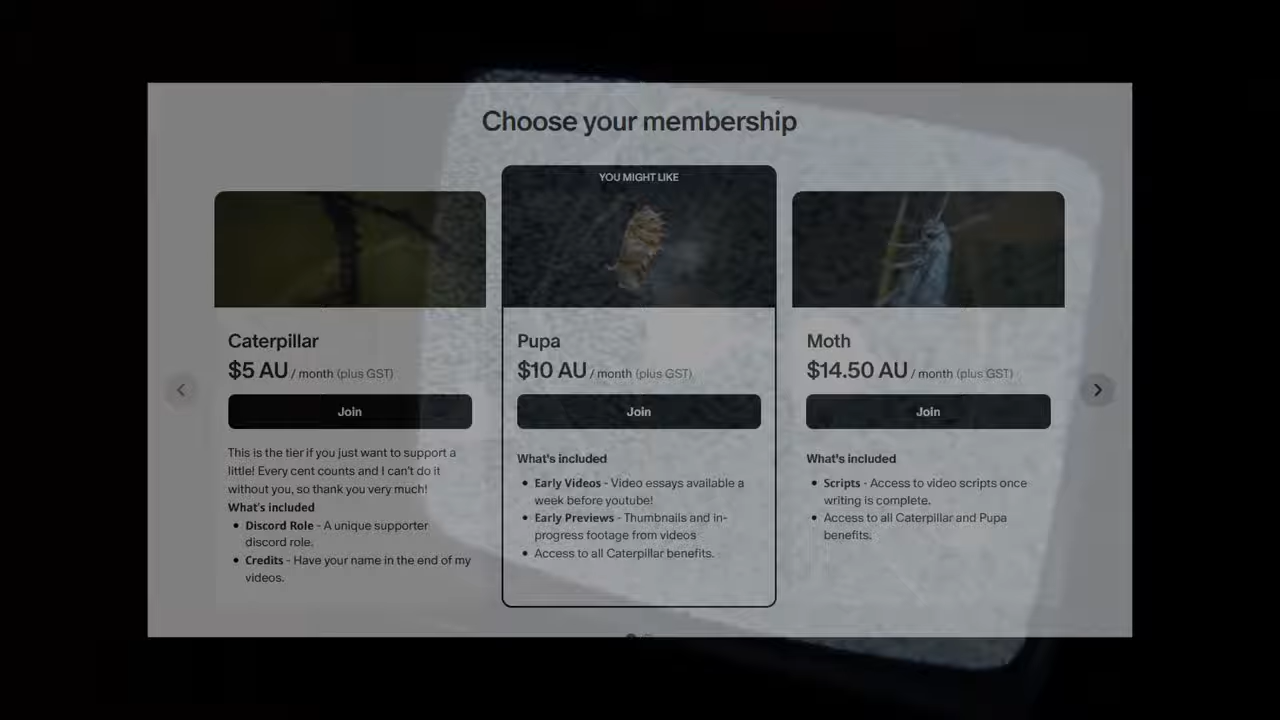 Choose your membership
YOU MIGHT LIKE
Caterpillar
$5 AU / month (plus GST)
Join
This is the tier if you just want to support a
little! Every cent counts and I can't do it
without you, so thank you very much!
What's included
• Discord Role - A unique supporter
discord role.
• Credits - Have your name in the end of my
videos.
Pupa
$10 AU / month (plus GST)
Join
What's included
• Early Videos - Video essays available a
week before youtube!
• Early Previews - Thumbnails and in-
progress footage from videos
• Access to all Caterpillar benefits.
Moth
$14.50 AU / month (plus GST)
Join
What's included
• Scripts - Access to video scripts once
writing is complete.
• Access to all Caterpillar and Pupa
benefits.